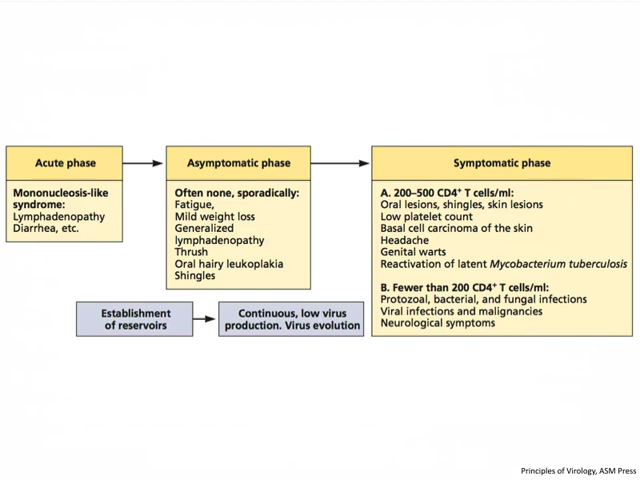 Acute phase
Mononucleosis-like
syndrome:
Lymphadenopathy
Diarrhea, etc.
Asymptomatic phase
Often none, sporadically:
Fatigue,
Mild weight loss
Generalized
lymphadenopathy
Thrush
Oral hairy leukoplakia
Shingles
Symptomatic phase
A. 200–500 CD4⁺ T cells/ml:
Oral lesions, shingles, skin lesions
Low platelet count
Basal cell carcinoma of the skin
Headache
Genital warts
Reactivation of latent Mycobacterium tuberculosis
B. Fewer than 200 CD4⁺ T cells/ml:
Protozoal, bacterial, and fungal infections
Viral infections and malignancies
Neurological symptoms
Establishment
of reservoirs
Continuous, low virus
production. Virus evolution
Principles of Virology, ASM Press